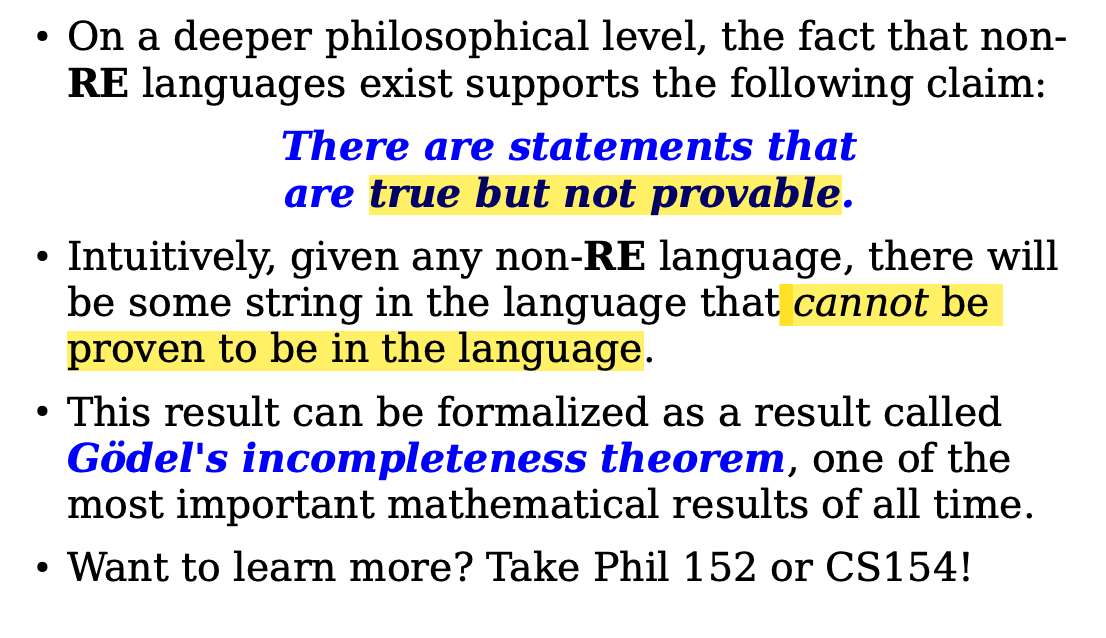 • On a deeper philosophical level, the fact that non-
RE languages exist supports the following claim:
There are statements that
are true but not provable.
• Intuitively, given any non-RE language, there will
be some string in the language that cannot be
proven to be in the language.
• This result can be formalized as a result called
Gödel's incompleteness theorem, one of the
most important mathematical results of all time.
• Want to learn more? Take Phil 152 or CS154!